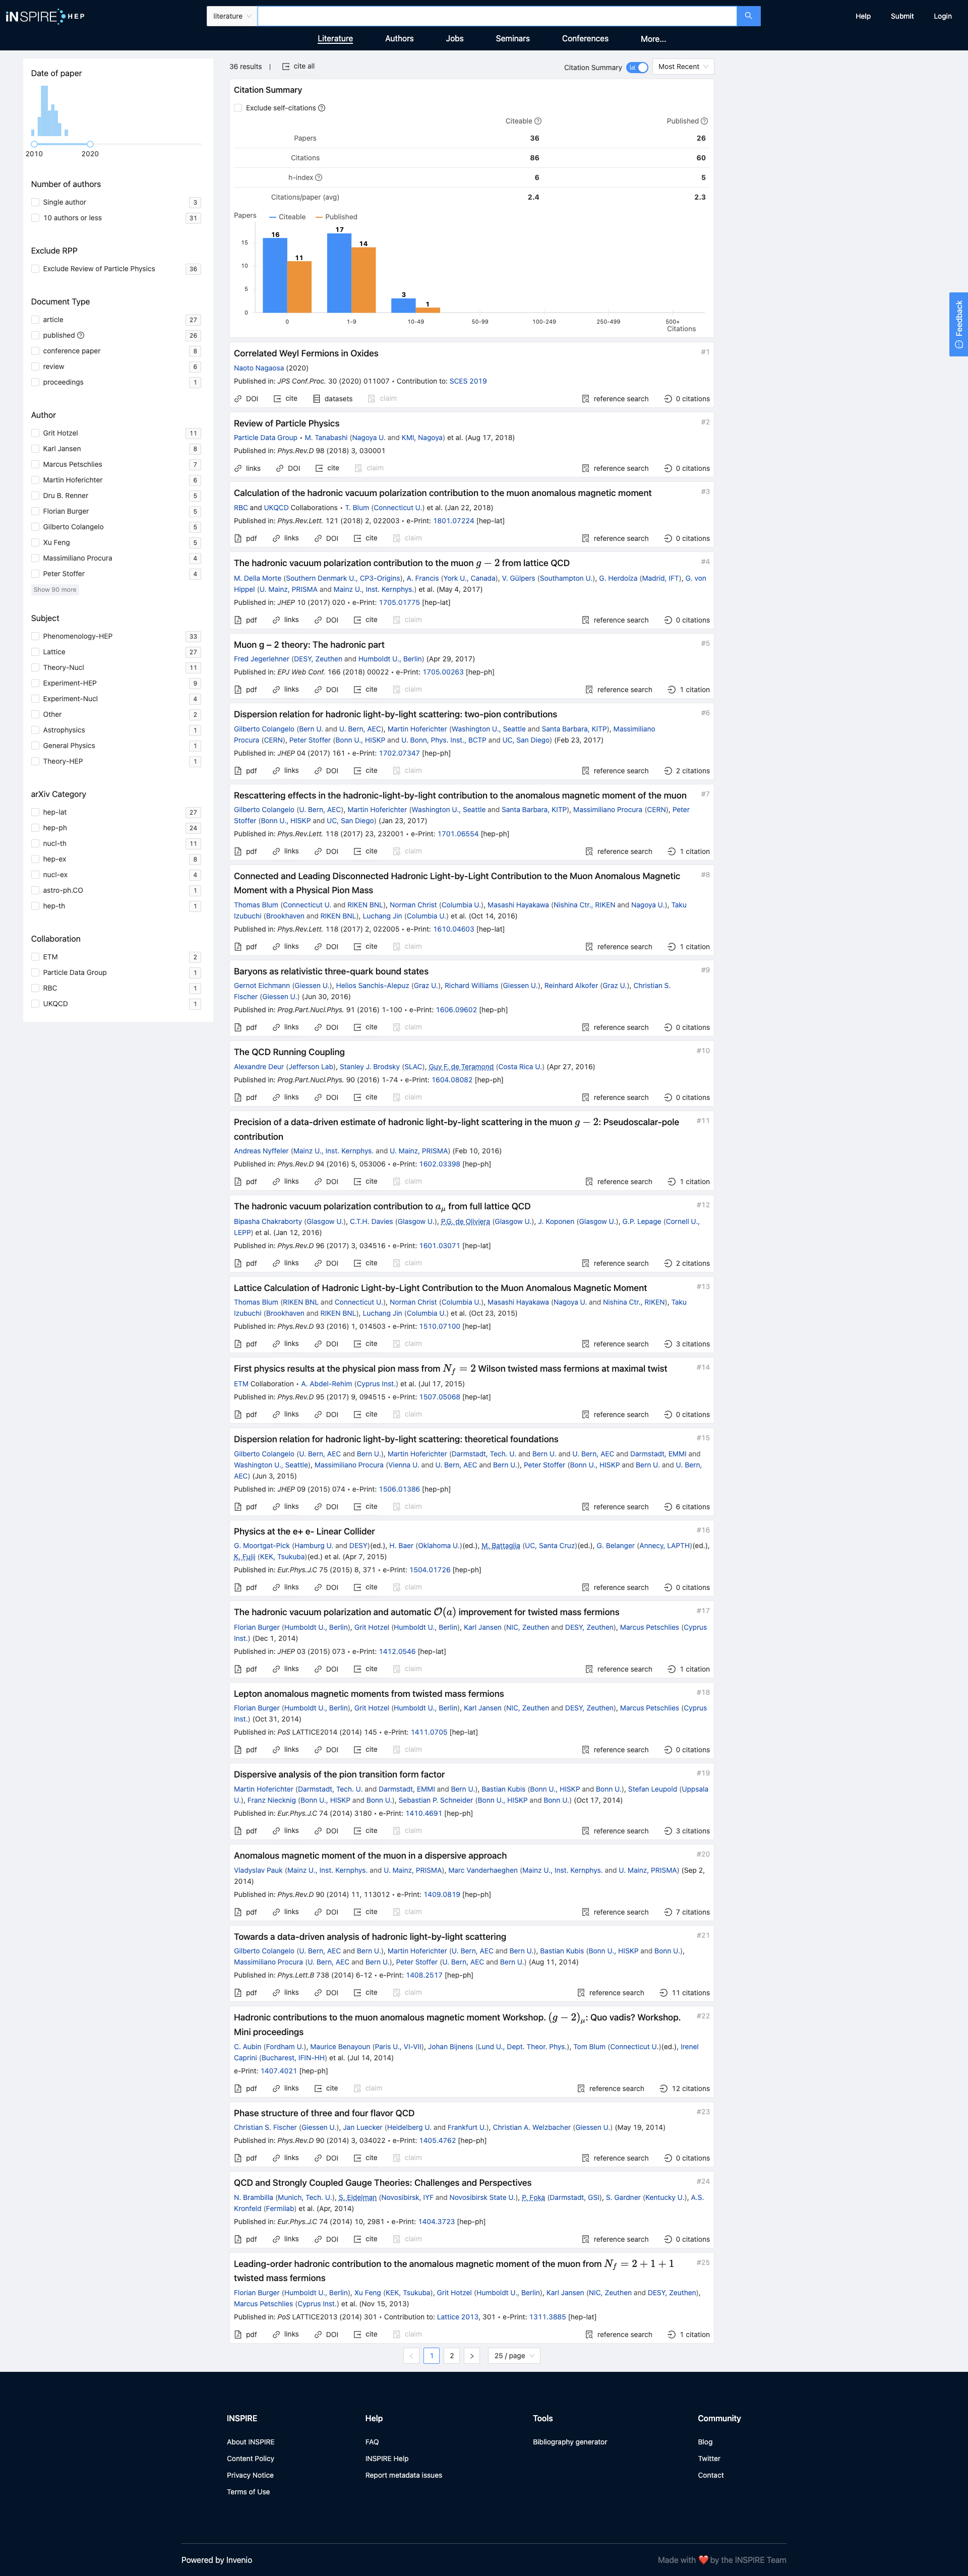 iNSPIRE HEP
literature
Help Submit Login
Literature Authors Jobs Seminars Conferences More...
Date of paper
2010 2020
Number of authors
Single author 3
10 authors or less 31
Exclude RPP
Exclude Review of Particle Physics 36
Document Type
article 27
published 26
conference paper 8
review 6
proceedings 1
Author
Grit Hotzel 11
Karl Jansen 8
Marcus Petschlies 7
Martin Hoferichter 6
Dru B. Renner 5
Florian Burger 5
Gilberto Colangelo 5
Xu Feng 5
Massimiliano Procura 4
Peter Stoffer 4
Show 90 more
Subject
Phenomenology-HEP 33
Lattice 27
Theory-Nucl 11
Experiment-HEP 9
Experiment-Nucl 4
Other 2
Astrophysics 1
General Physics 1
Theory-HEP 1
arXiv Category
hep-lat 27
hep-ph 24
nucl-th 11
hep-ex 8
nucl-ex 4
astro-ph.CO 1
hep-th 1
Collaboration
ETM 2
Particle Data Group 1
RBC 1
UKQCD 1
36 results | cite all
Citation Summary Most Recent
Citation Summary
Exclude self-citations
Citeable Published
Papers 36 26
Citations 86 60
h-index 6 5
Citations/paper (avg) 2.4 2.3
Papers Citeable Published
15
10
5
0
16 11 17 14 3 1
0 1-9 10-49 50-99 100-249 250-499 500+
Citations
Feedback
Correlated Weyl Fermions in Oxides #1
Naoto Nagaosa (2020)
Published in: JPS Conf.Proc. 30 (2020) 011007 • Contribution to: SCES 2019
DOI cite datasets claim reference search 0 citations
Review of Particle Physics #2
Particle Data Group • M. Tanabashi (Nagoya U. and KMI, Nagoya) et al. (Aug 17, 2018)
Published in: Phys.Rev.D 98 (2018) 3, 030001
links DOI cite claim reference search 0 citations
Calculation of the hadronic vacuum polarization contribution to the muon anomalous magnetic moment #3
RBC and UKQCD Collaborations • T. Blum (Connecticut U.) et al. (Jan 22, 2018)
Published in: Phys.Rev.Lett. 121 (2018) 2, 022003 • e-Print: 1801.07224 [hep-lat]
pdf links DOI cite claim reference search 0 citations
The hadronic vacuum polarization contribution to the muon g − 2 from lattice QCD #4
M. Della Morte (Southern Denmark U., CP3-Origins), A. Francis (York U., Canada), V. Gülpers (Southampton U.), G. Herdoíza (Madrid, IFT), G. von
Hippel (U. Mainz, PRISMA and Mainz U., Inst. Kernphys.) et al. (May 4, 2017)
Published in: JHEP 10 (2017) 020 • e-Print: 1705.01775 [hep-lat]
pdf links DOI cite claim reference search 0 citations
Muon g − 2 theory: The hadronic part #5
Fred Jegerlehner (DESY, Zeuthen and Humboldt U., Berlin) (Apr 29, 2017)
Published in: EPJ Web Conf. 166 (2018) 00022 • e-Print: 1705.00263 [hep-ph]
pdf links DOI cite claim reference search 1 citation
Dispersion relation for hadronic light-by-light scattering: two-pion contributions #6
Gilberto Colangelo (Bern U. and U. Bern, AEC), Martin Hoferichter (Washington U., Seattle and Santa Barbara, KITP), Massimiliano
Procura (CERN), Peter Stoffer (Bonn U., HISKP and U. Bonn, Phys. Inst., BCTP and UC, San Diego) (Feb 23, 2017)
Published in: JHEP 04 (2017) 161 • e-Print: 1702.07347 [hep-ph]
pdf links DOI cite claim reference search 2 citations
Rescattering effects in the hadronic-light-by-light contribution to the anomalous magnetic moment of the muon #7
Gilberto Colangelo (U. Bern, AEC), Martin Hoferichter (Washington U., Seattle and Santa Barbara, KITP), Massimiliano Procura (CERN), Peter
Stoffer (Bonn U., HISKP and UC, San Diego) (Jan 23, 2017)
Published in: Phys.Rev.Lett. 118 (2017) 23, 232001 • e-Print: 1701.06554 [hep-ph]
pdf links DOI cite claim reference search 1 citation
Connected and Leading Disconnected Hadronic Light-by-Light Contribution to the Muon Anomalous Magnetic #8
Moment with a Physical Pion Mass
Thomas Blum (Connecticut U. and RIKEN BNL), Norman Christ (Columbia U.), Masashi Hayakawa (Nishina Ctr., RIKEN and Nagoya U.), Taku
Izubuchi (Brookhaven and RIKEN BNL), Luchang Jin (Columbia U.) et al. (Oct 14, 2016)
Published in: Phys.Rev.Lett. 118 (2017) 2, 022005 • e-Print: 1610.04603 [hep-lat]
pdf links DOI cite claim reference search 1 citation
Baryons as relativistic three-quark bound states #9
Gernot Eichmann (Giessen U.), Helios Sanchis-Alepuz (Graz U.), Richard Williams (Giessen U.), Reinhard Alkofer (Graz U.), Christian S.
Fischer (Giessen U.) (Jun 30, 2016)
Published in: Prog.Part.Nucl.Phys. 91 (2016) 1-100 • e-Print: 1606.09602 [hep-ph]
pdf links DOI cite claim reference search 0 citations
The QCD Running Coupling #10
Alexandre Deur (Jefferson Lab), Stanley J. Brodsky (SLAC), Guy F. de Teramond (Costa Rica U.) (Apr 27, 2016)
Published in: Prog.Part.Nucl.Phys. 90 (2016) 1-74 • e-Print: 1604.08082 [hep-ph]
pdf links DOI cite claim reference search 0 citations
Precision of a data-driven estimate of hadronic light-by-light scattering in the muon g − 2: Pseudoscalar-pole #11
contribution
Andreas Nyffeler (Mainz U., Inst. Kernphys. and U. Mainz, PRISMA) (Feb 10, 2016)
Published in: Phys.Rev.D 94 (2016) 5, 053006 • e-Print: 1602.03398 [hep-ph]
pdf links DOI cite claim reference search 1 citation
The hadronic vacuum polarization contribution to aμ from full lattice QCD #12
Bipasha Chakraborty (Glasgow U.), C.T.H. Davies (Glasgow U.), P.G. de Oliviera (Glasgow U.), J. Koponen (Glasgow U.), G.P. Lepage (Cornell U.,
LEPP) et al. (Jan 12, 2016)
Published in: Phys.Rev.D 96 (2017) 3, 034516 • e-Print: 1601.03071 [hep-lat]
pdf links DOI cite claim reference search 2 citations
Lattice Calculation of Hadronic Light-by-Light Contribution to the Muon Anomalous Magnetic Moment #13
Thomas Blum (RIKEN BNL and Connecticut U.), Norman Christ (Columbia U.), Masashi Hayakawa (Nagoya U. and Nishina Ctr., RIKEN), Taku
Izubuchi (Brookhaven and RIKEN BNL), Luchang Jin (Columbia U.) et al. (Oct 23, 2015)
Published in: Phys.Rev.D 93 (2016) 1, 014503 • e-Print: 1510.07100 [hep-lat]
pdf links DOI cite claim reference search 3 citations
First physics results at the physical pion mass from Nf = 2 Wilson twisted mass fermions at maximal twist #14
ETM Collaboration • A. Abdel-Rehim (Cyprus Inst.) et al. (Jul 17, 2015)
Published in: Phys.Rev.D 95 (2017) 9, 094515 • e-Print: 1507.05068 [hep-lat]
pdf links DOI cite claim reference search 0 citations
Dispersion relation for hadronic light-by-light scattering: theoretical foundations #15
Gilberto Colangelo (U. Bern, AEC and Bern U.), Martin Hoferichter (Darmstadt, Tech. U. and Bern U. and U. Bern, AEC and Darmstadt, EMMI and
Washington U., Seattle), Massimiliano Procura (Vienna U. and U. Bern, AEC and Bern U.), Peter Stoffer (Bonn U., HISKP and Bern U. and U. Bern,
AEC) (Jun 3, 2015)
Published in: JHEP 09 (2015) 074 • e-Print: 1506.01386 [hep-ph]
pdf links DOI cite claim reference search 6 citations
Physics at the e+ e- Linear Collider #16
G. Moortgat-Pick (Hamburg U. and DESY)(ed.), H. Baer (Oklahoma U.)(ed.), M. Battaglia (UC, Santa Cruz)(ed.), G. Belanger (Annecy, LAPTH)(ed.),
K. Fujii (KEK, Tsukuba)(ed.) et al. (Apr 7, 2015)
Published in: Eur.Phys.J.C 75 (2015) 8, 371 • e-Print: 1504.01726 [hep-ph]
pdf links DOI cite claim reference search 0 citations
The hadronic vacuum polarization and automatic O(a) improvement for twisted mass fermions #17
Florian Burger (Humboldt U., Berlin), Grit Hotzel (Humboldt U., Berlin), Karl Jansen (NIC, Zeuthen and DESY, Zeuthen), Marcus Petschlies (Cyprus
Inst.) (Dec 1, 2014)
Published in: JHEP 03 (2015) 073 • e-Print: 1412.0546 [hep-lat]
pdf links DOI cite claim reference search 1 citation
Lepton anomalous magnetic moments from twisted mass fermions #18
Florian Burger (Humboldt U., Berlin), Grit Hotzel (Humboldt U., Berlin), Karl Jansen (NIC, Zeuthen and DESY, Zeuthen), Marcus Petschlies (Cyprus
Inst.) (Oct 31, 2014)
Published in: PoS LATTICE2014 (2014) 145 • e-Print: 1411.0705 [hep-lat]
pdf links DOI cite claim reference search 0 citations
Dispersive analysis of the pion transition form factor #19
Martin Hoferichter (Darmstadt, Tech. U. and Darmstadt, EMMI and Bern U.), Bastian Kubis (Bonn U., HISKP and Bonn U.), Stefan Leupold (Uppsala
U.), Franz Niecknig (Bonn U., HISKP and Bonn U.), Sebastian P. Schneider (Bonn U., HISKP and Bonn U.) (Oct 17, 2014)
Published in: Eur.Phys.J.C 74 (2014) 3180 • e-Print: 1410.4691 [hep-ph]
pdf links DOI cite claim reference search 3 citations
Anomalous magnetic moment of the muon in a dispersive approach #20
Vladyslav Pauk (Mainz U., Inst. Kernphys. and U. Mainz, PRISMA), Marc Vanderhaeghen (Mainz U., Inst. Kernphys. and U. Mainz, PRISMA) (Sep 2,
2014)
Published in: Phys.Rev.D 90 (2014) 11, 113012 • e-Print: 1409.0819 [hep-ph]
pdf links DOI cite claim reference search 7 citations
Towards a data-driven analysis of hadronic light-by-light scattering #21
Gilberto Colangelo (U. Bern, AEC and Bern U.), Martin Hoferichter (U. Bern, AEC and Bern U.), Bastian Kubis (Bonn U., HISKP and Bonn U.),
Massimiliano Procura (U. Bern, AEC and Bern U.), Peter Stoffer (U. Bern, AEC and Bern U.) (Aug 11, 2014)
Published in: Phys.Lett.B 738 (2014) 6-12 • e-Print: 1408.2517 [hep-ph]
pdf links DOI cite claim reference search 11 citations
Hadronic contributions to the muon anomalous magnetic moment Workshop. (g − 2)μ: Quo vadis? Workshop. #22
Mini proceedings
C. Aubin (Fordham U.), Maurice Benayoun (Paris U., VI-VII), Johan Bijnens (Lund U., Dept. Theor. Phys.), Tom Blum (Connecticut U.)(ed.), Irenel
Caprini (Bucharest, IFIN-HH) et al. (Jul 14, 2014)
e-Print: 1407.4021 [hep-ph]
pdf links cite claim reference search 12 citations
Phase structure of three and four flavor QCD #23
Christian S. Fischer (Giessen U.), Jan Luecker (Heidelberg U. and Frankfurt U.), Christian A. Welzbacher (Giessen U.) (May 19, 2014)
Published in: Phys.Rev.D 90 (2014) 3, 034022 • e-Print: 1405.4762 [hep-ph]
pdf links DOI cite claim reference search 0 citations
QCD and Strongly Coupled Gauge Theories: Challenges and Perspectives #24
N. Brambilla (Munich, Tech. U.), S. Eidelman (Novosibirsk, IYF and Novosibirsk State U.), P. Foka (Darmstadt, GSI), S. Gardner (Kentucky U.), A.S.
Kronfeld (Fermilab) et al. (Apr, 2014)
Published in: Eur.Phys.J.C 74 (2014) 10, 2981 • e-Print: 1404.3723 [hep-ph]
pdf links DOI cite claim reference search 0 citations
Leading-order hadronic contribution to the anomalous magnetic moment of the muon from Nf = 2 + 1 + 1 #25
twisted mass fermions
Florian Burger (Humboldt U., Berlin), Xu Feng (KEK, Tsukuba), Grit Hotzel (Humboldt U., Berlin), Karl Jansen (NIC, Zeuthen and DESY, Zeuthen),
Marcus Petschlies (Cyprus Inst.) et al. (Nov 15, 2013)
Published in: PoS LATTICE2013 (2014) 301 • Contribution to: Lattice 2013, 301 • e-Print: 1311.3885 [hep-lat]
pdf links DOI cite claim reference search 1 citation
< 1 2 > 25 / page
INSPIRE Help Tools Community
About INSPIRE FAQ Bibliography generator Blog
Content Policy INSPIRE Help Twitter
Privacy Notice Report metadata issues Contact
Terms of Use
Powered by Invenio
Made with ❤ by the INSPIRE Team